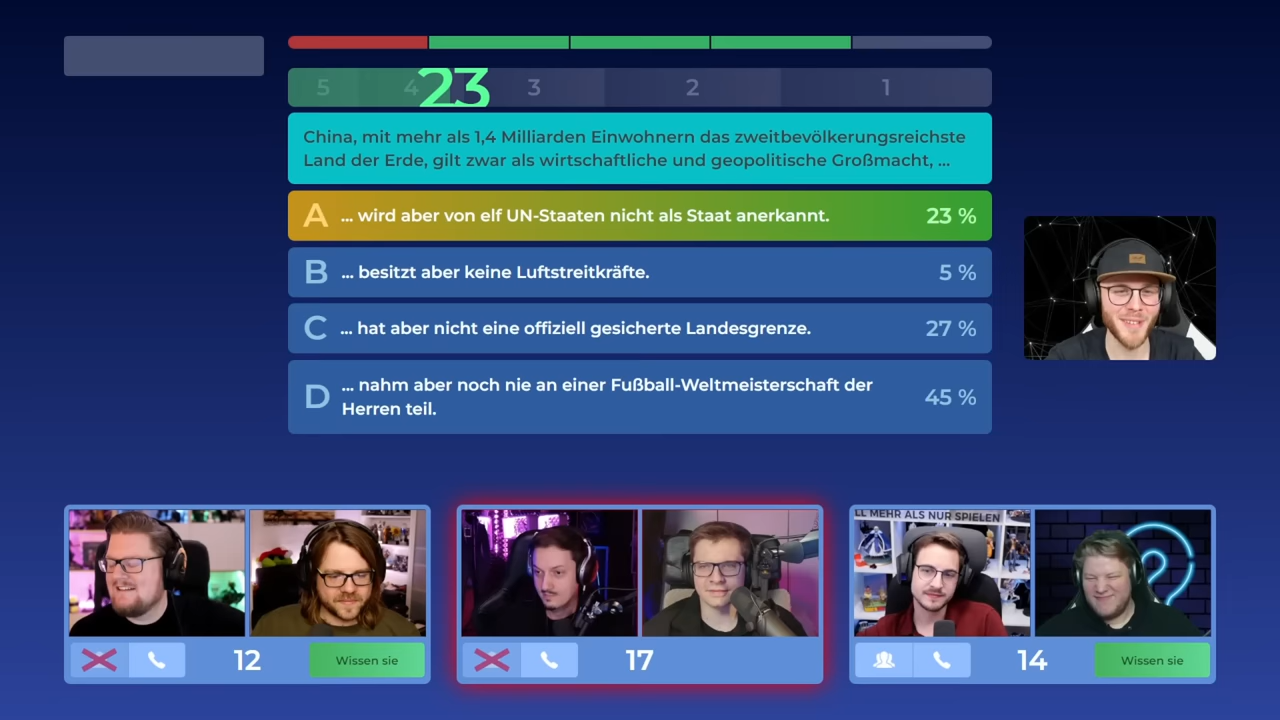 5
4
23
3
2
1
China, mit mehr als 1,4 Milliarden Einwohnern das zweitbevölkerungsreichste
Land der Erde, gilt zwar als wirtschaftliche und geopolitische Großmacht, ...
A ... wird aber von elf UN-Staaten nicht als Staat anerkannt. 23 %
B ... besitzt aber keine Luftstreitkräfte. 5 %
C ... hat aber nicht eine offiziell gesicherte Landesgrenze. 27 %
D ... nahm aber noch nie an einer Fußball-Weltmeisterschaft der
Herren teil. 45 %
LL MEHR ALS NUR SPIELEN
12 Wissen sie
17
14 Wissen sie